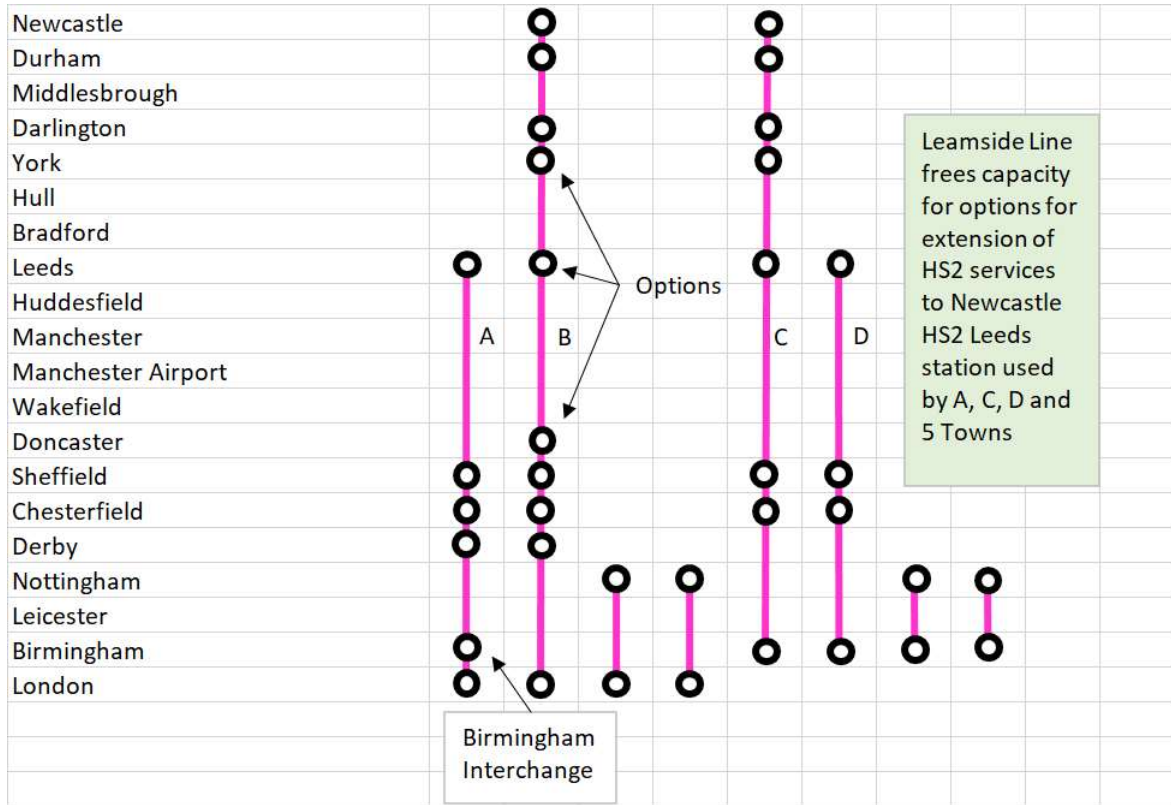 Newcastle
Durham
Middlesbrough
Darlington
York
Hull
Bradford
Leeds
Huddesfield
Manchester
Manchester Airport
Wakefield
Doncaster
Sheffield
Chesterfield
Derby
Nottingham
Leicester
Birmingham
London
A
B
Options
C
D
Leamside Line
frees capacity
for options for
extension of
HS2 services
to Newcastle
HS2 Leeds
station used
by A, C, D and
5 Towns
Birmingham
Interchange